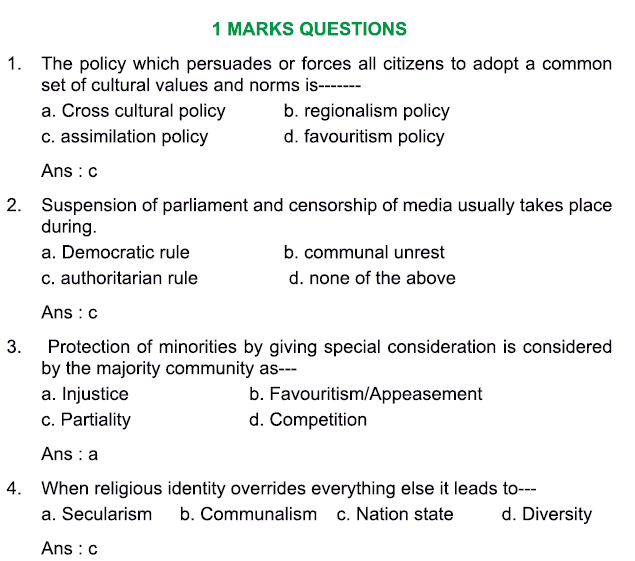 1 MARKS QUESTIONS
1. The policy which persuades or forces all citizens to adopt a common
set of cultural values and norms is-------
a. Cross cultural policy b. regionalism policy
c. assimilation policy d. favouritism policy
Ans : c
2. Suspension of parliament and censorship of media usually takes place
during.
a. Democratic rule b. communal unrest
c. authoritarian rule d. none of the above
Ans : c
3. Protection of minorities by giving special consideration is considered
by the majority community as---
a. Injustice b. Favouritism/Appeasement
c. Partiality d. Competition
Ans : a
4. When religious identity overrides everything else it leads to---
a. Secularism b. Communalism c. Nation state d. Diversity
Ans : c